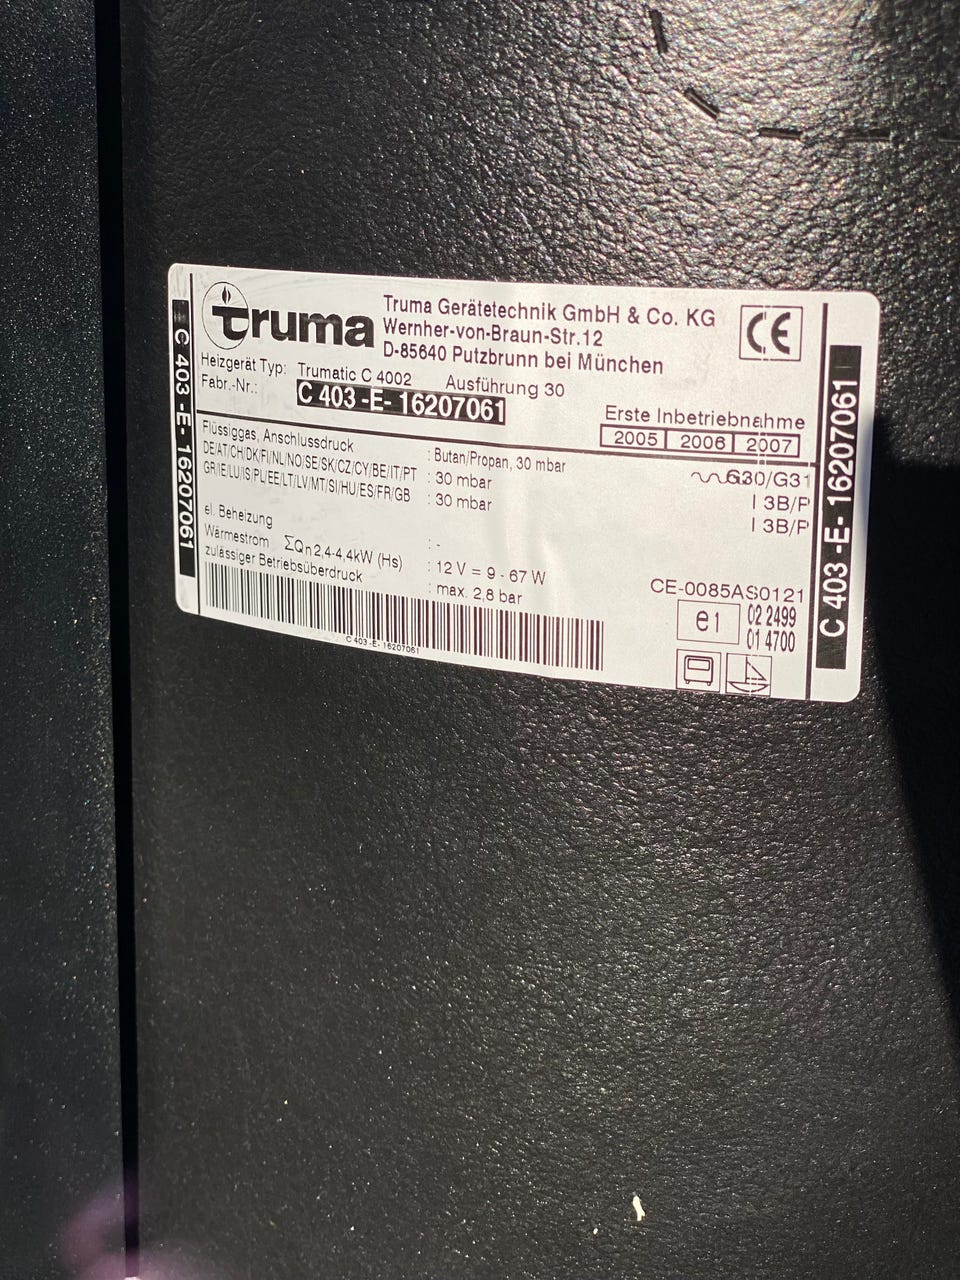 C 403 -E- 16207061
truma
Truma Gerätetechnik GmbH & Co. KG
Wernher-von-Braun-Str.12
D-85640 Putzbrunn bei München
CE
Heizgerät Typ: Trumatic C 4002 Ausführung 30
Fabr.-Nr.: C 403 -E- 16207061
Erste Inbetriebnahme
2005 2006 2007
Flüssiggas, Anschlussdruck : Butan/Propan, 30 mbar
DE/AT/CH/DK/FI/NL/NO/SE/SK/CZ/CY/BE/IT/PT : 30 mbar G30/G31
GR/IE/LU/IS/PL/EE/LT/LV/MT/SI/HU/ES/FR/GB : 30 mbar I 3B/P
I 3B/P
el. Beheizung : -
Wärmestrom ΣQn2,4-4,4kW (Hs) : 12 V = 9 - 67 W
zulässiger Betriebsüberdruck : max. 2,8 bar
CE-0085AS0121
e1 02 2499
01 4700
C 403 -E- 16207061
C 403 -E- 16207061